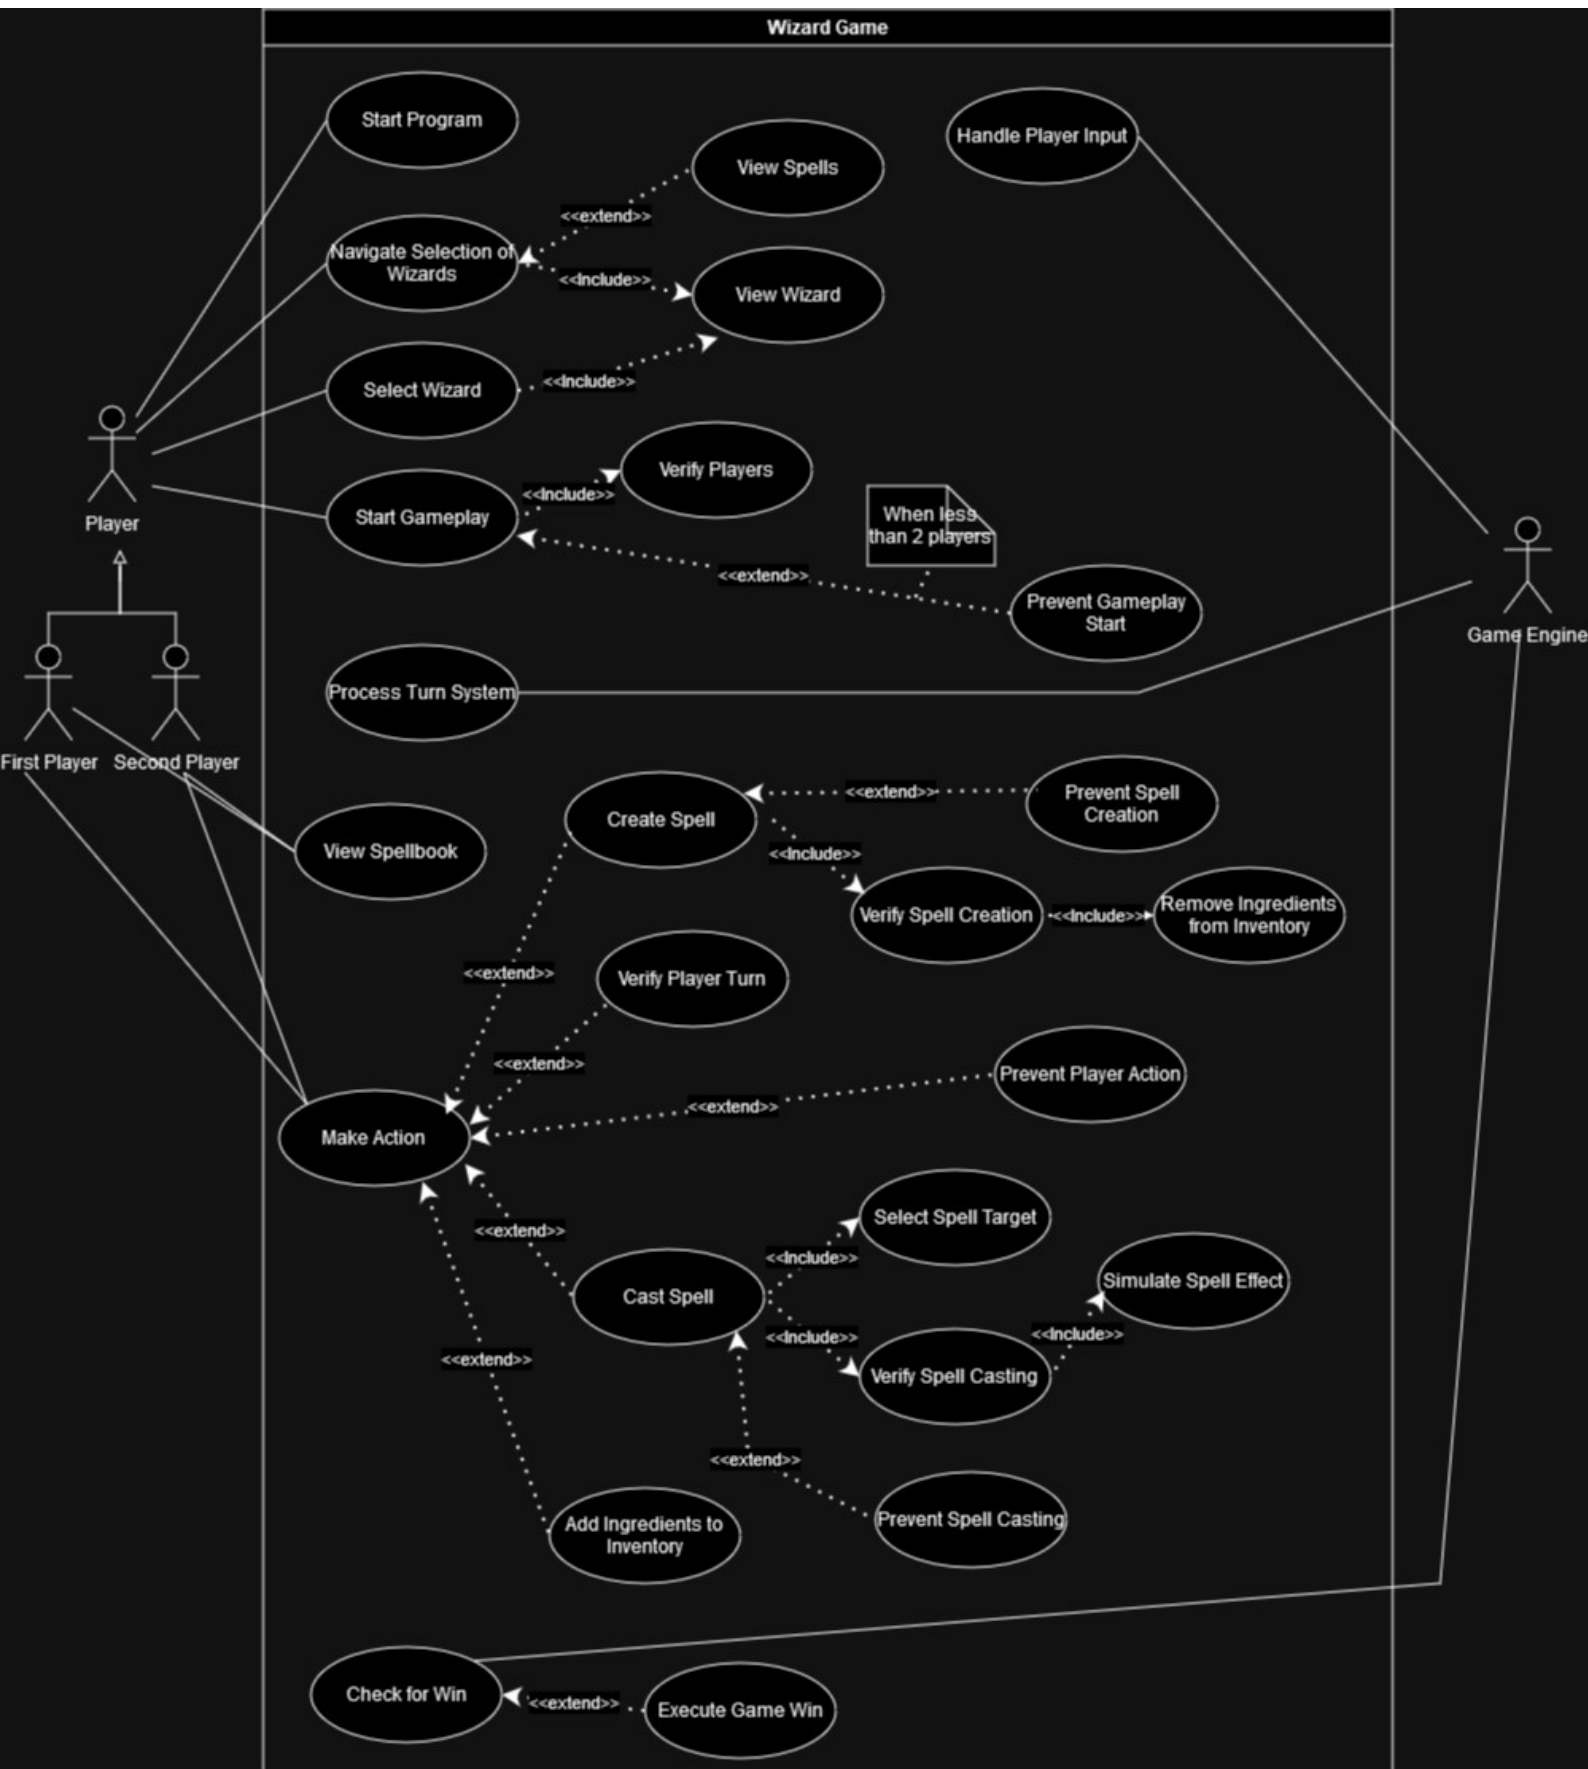 Wizard Game
Start Program
Handle Player Input
View Spells
<<extend>>
Navigate Selection of
Wizards
<<Include>>
View Wizard
<<Include>>
Select Wizard
Verify Players
<<Include>>
Start Gameplay
When less
than 2 players
<<extend>>
Prevent Gameplay
Start
Player
Game Engine
Process Turn System
First Player
Second Player
Create Spell
<<extend>>
Prevent Spell
Creation
View Spellbook
<<Include>>
Verify Spell Creation
<<Include>>
Remove Ingredients
from Inventory
<<extend>>
Verify Player Turn
<<extend>>
Prevent Player Action
<<extend>>
Make Action
Select Spell Target
<<extend>>
<<Include>>
Cast Spell
Simulate Spell Effect
<<Include>>
<<Include>>
<<extend>>
Verify Spell Casting
<<extend>>
Add Ingredients to
Inventory
Prevent Spell Casting
Check for Win
<<extend>>
Execute Game Win